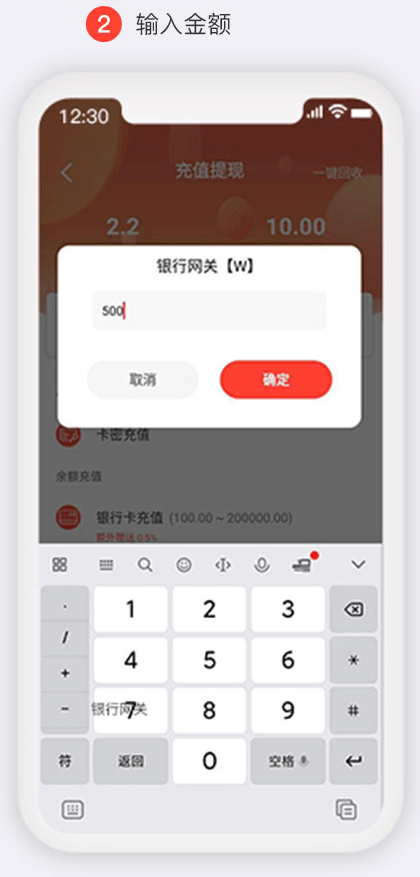 2 输入金额
12:30
充值提现 一键回收
2.2 10.00
银行网关【W】
500
取消 确定
卡密充值
余额充值
银行卡充值 (100.00 ~ 200000.00)
额外赠送 0.5%
· 1 2 3
/
+ 4 5 6 *
- 7 8 9 #
银行网关
符 返回 0 空格